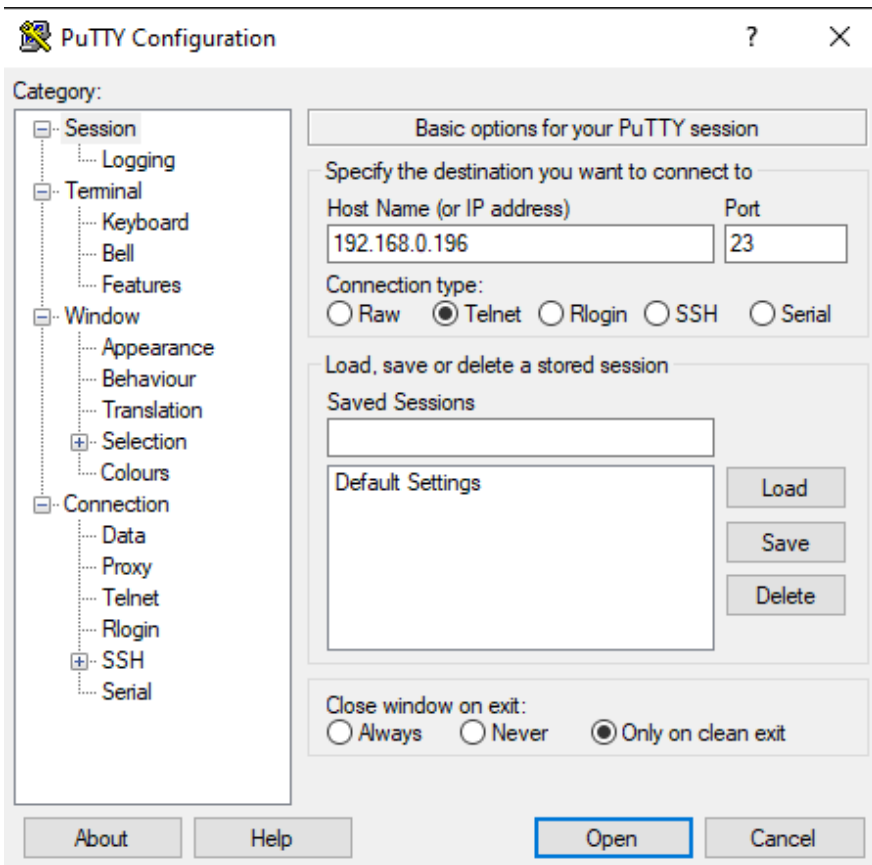 PuTTY Configuration ? ×
Category:
Session
Logging
Terminal
Keyboard
Bell
Features
Window
Appearance
Behaviour
Translation
Selection
Colours
Connection
Data
Proxy
Telnet
Rlogin
SSH
Serial
Basic options for your PuTTY session
Specify the destination you want to connect to
Host Name (or IP address) Port
192.168.0.196 23
Connection type:
Raw Telnet Rlogin SSH Serial
Load, save or delete a stored session
Saved Sessions
Default Settings
Load
Save
Delete
Close window on exit:
Always Never Only on clean exit
About Help Open Cancel